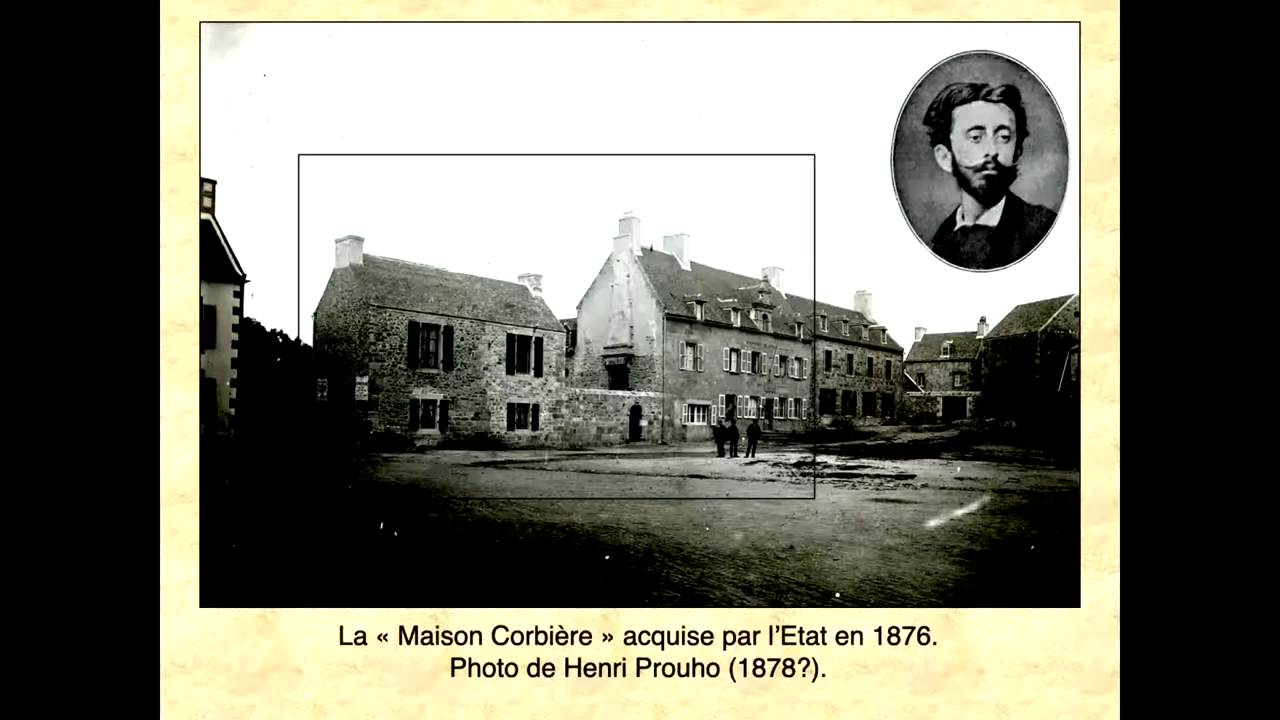 La « Maison Corbière » acquise par l’Etat en 1876.
Photo de Henri Prouho (1878?).